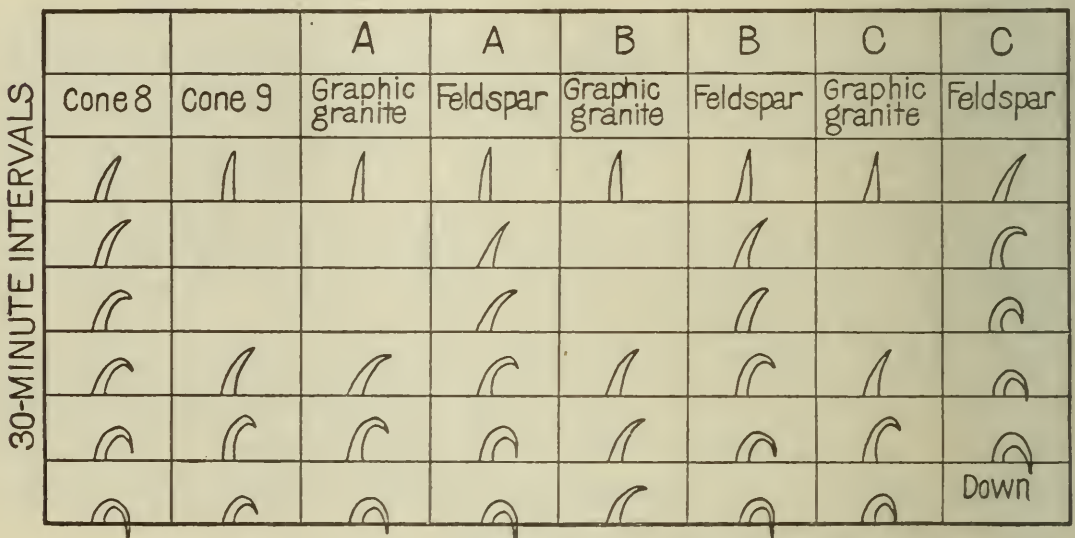 30-MINUTE INTERVALS
A A B B C C
Cone 8 Cone 9 Graphic granite Feldspar Graphic granite Feldspar Graphic granite Feldspar
Down